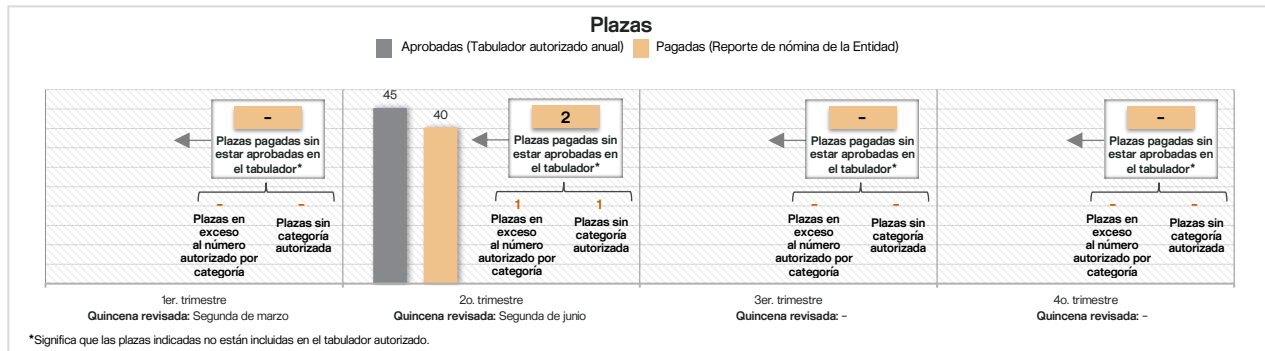 Plazas
Aprobadas (Tabulador autorizado anual) Pagadas (Reporte de nómina de la Entidad)
–
Plazas pagadas sin
estar aprobadas en
el tabulador*
- -
Plazas en
exceso
al número
autorizado por
categoría
Plazas sin
categoría
autorizada
1er. trimestre
Quincena revisada: Segunda de marzo
45
40
2
Plazas pagadas sin
estar aprobadas en
el tabulador*
1 1
Plazas en
exceso
al número
autorizado por
categoría
Plazas sin
categoría
autorizada
2o. trimestre
Quincena revisada: Segunda de junio
–
Plazas pagadas sin
estar aprobadas en
el tabulador*
- -
Plazas en
exceso
al número
autorizado por
categoría
Plazas sin
categoría
autorizada
3er. trimestre
Quincena revisada: –
–
Plazas pagadas sin
estar aprobadas en
el tabulador*
- -
Plazas en
exceso
al número
autorizado por
categoría
Plazas sin
categoría
autorizada
4o. trimestre
Quincena revisada: –
*Significa que las plazas indicadas no están incluidas en el tabulador autorizado.